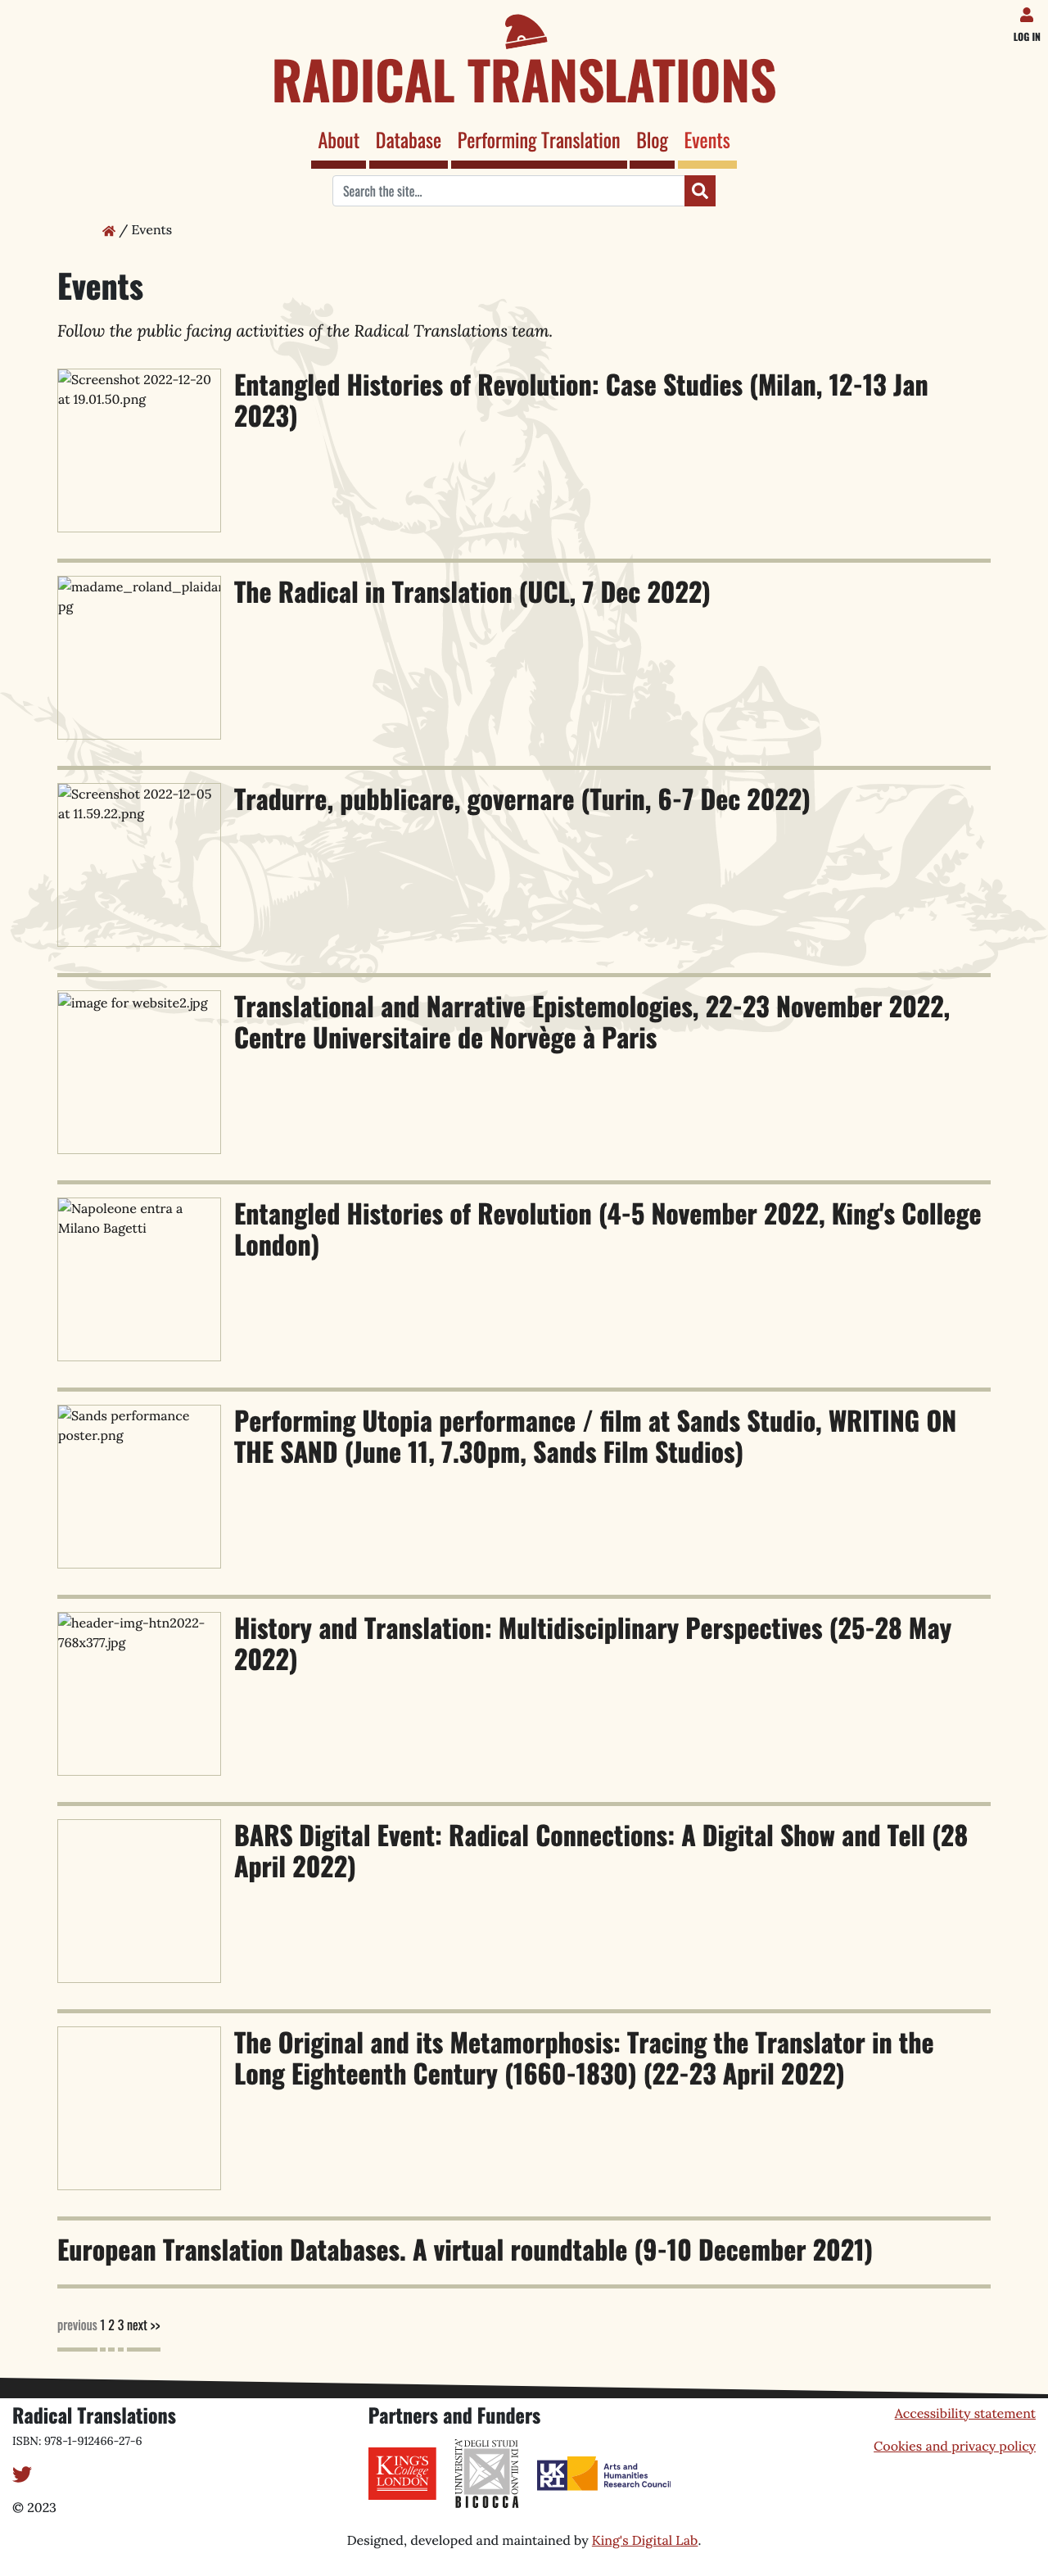 LOG IN
RADICAL TRANSLATIONS
About Database Performing Translation Blog Events
Search the site...
/ Events
Events
Follow the public facing activities of the Radical Translations team.
Screenshot 2022-12-20
at 19.01.50.png
Entangled Histories of Revolution: Case Studies (Milan, 12-13 Jan
2023)
madame_roland_plaidan
pg
The Radical in Translation (UCL, 7 Dec 2022)
Screenshot 2022-12-05
at 11.59.22.png
Tradurre, pubblicare, governare (Turin, 6-7 Dec 2022)
image for website2.jpg
Translational and Narrative Epistemologies, 22-23 November 2022,
Centre Universitaire de Norvège à Paris
Napoleone entra a
Milano Bagetti
Entangled Histories of Revolution (4-5 November 2022, King's College
London)
Sands performance
poster.png
Performing Utopia performance / film at Sands Studio, WRITING ON
THE SAND (June 11, 7.30pm, Sands Film Studios)
header-img-htn2022-
768x377.jpg
History and Translation: Multidisciplinary Perspectives (25-28 May
2022)
BARS Digital Event: Radical Connections: A Digital Show and Tell (28
April 2022)
The Original and its Metamorphosis: Tracing the Translator in the
Long Eighteenth Century (1660-1830) (22-23 April 2022)
European Translation Databases. A virtual roundtable (9-10 December 2021)
previous 1 2 3 next >>
Radical Translations
ISBN: 978-1-912466-27-6
© 2023
Partners and Funders
KING'S
College
LONDON
UNIVERSITÀ
DEGLI STUDI
DI MILANO
BICOCCA
UKRI
Arts and
Humanities
Research Council
Accessibility statement
Cookies and privacy policy
Designed, developed and maintained by King's Digital Lab.